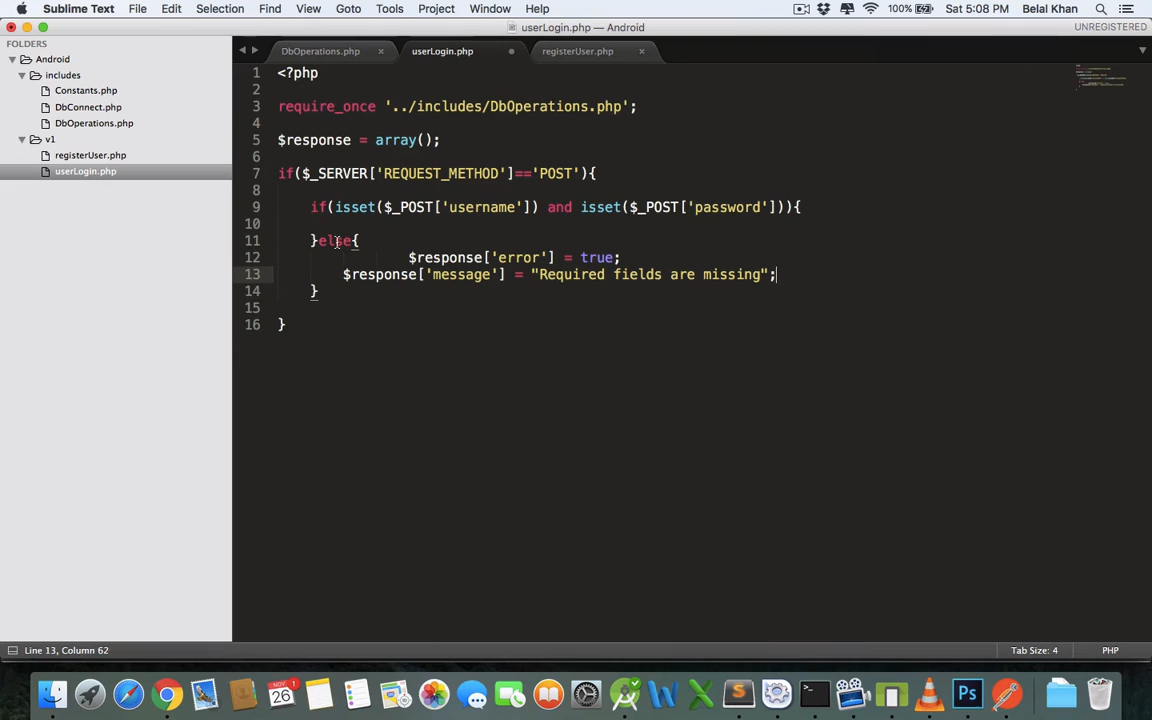 Sublime Text File Edit Selection Find View Goto Tools Project Window Help 100% Sat 5:08 PM Belal Khan
userLogin.php — Android UNREGISTERED
FOLDERS
Android
includes
Constants.php
DbConnect.php
DbOperations.php
v1
registerUser.php
userLogin.php
DbOperations.php × userLogin.php registerUser.php ×
1 <?php
2
3 require_once '../includes/DbOperations.php';
4
5 $response = array();
6
7 if($_SERVER['REQUEST_METHOD']=='POST'){
8
9 if(isset($_POST['username']) and isset($_POST['password'])){
10
11 }else{
12 $response['error'] = true;
13 $response['message'] = "Required fields are missing";
14 }
15
16 }
Line 13, Column 62 Tab Size: 4 PHP
NOV
26
1
W X S Ps